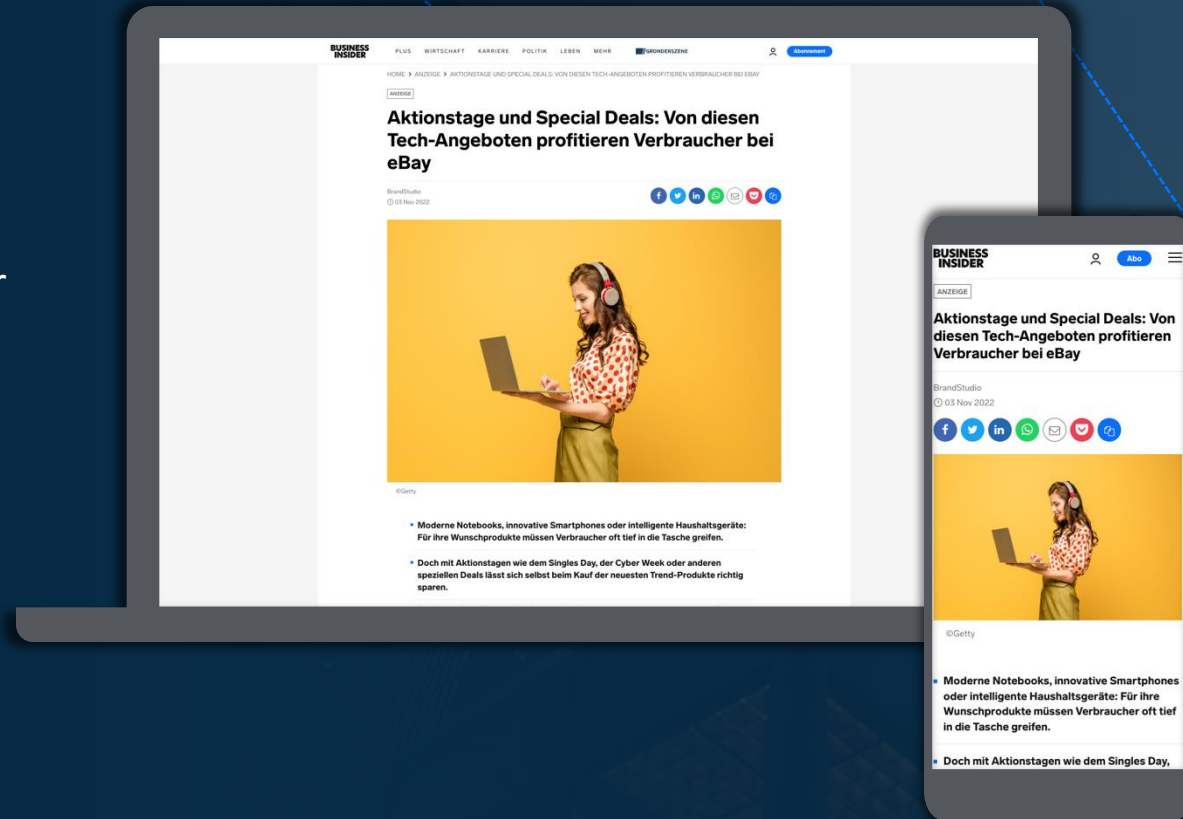 BUSINESS
INSIDER
PLUS WIRTSCHAFT KARRIERE POLITIK LEBEN MEHR GRÜNDERSZENE Abonnement
HOME > ANZEIGE > AKTIONSTAGE UND SPECIAL DEALS: VON DIESEN TECH-ANGEBOTEN PROFITIEREN VERBRAUCHER BEI EBAY
ANZEIGE
Aktionstage und Special Deals: Von diesen
Tech-Angeboten profitieren Verbraucher bei
eBay
BrandStudio
03 Nov 2022
©Getty
Moderne Notebooks, innovative Smartphones oder intelligente Haushaltsgeräte:
Für ihre Wunschprodukte müssen Verbraucher oft tief in die Tasche greifen.
Doch mit Aktionstagen wie dem Singles Day, der Cyber Week oder anderen
speziellen Deals lässt sich selbst beim Kauf der neuesten Trend-Produkte richtig
sparen.
BUSINESS
INSIDER
Abo
ANZEIGE
Aktionstage und Special Deals: Von
diesen Tech-Angeboten profitieren
Verbraucher bei eBay
BrandStudio
03 Nov 2022
©Getty
Moderne Notebooks, innovative Smartphones
oder intelligente Haushaltsgeräte: Für ihre
Wunschprodukte müssen Verbraucher oft tief
in die Tasche greifen.
Doch mit Aktionstagen wie dem Singles Day,